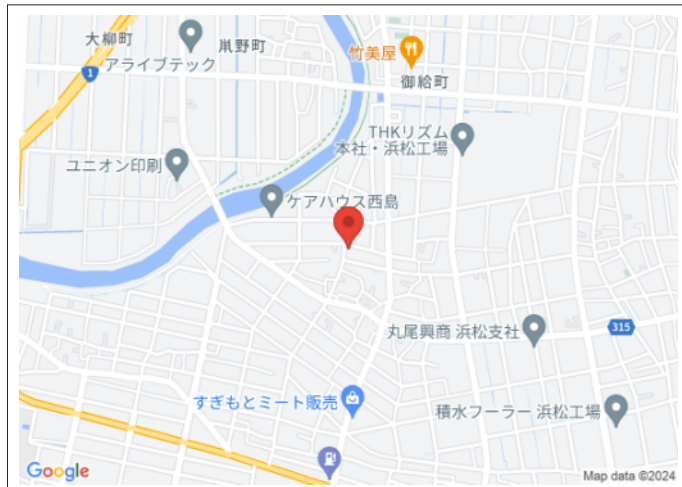 大柳町
鼡野町
アライブテック
1
竹美屋
御給町
THKリズム
本社・浜松工場
ユニオン印刷
ケアハウス西島
丸尾興商 浜松支社
315
すぎもとミート販売
積水フーラー 浜松工場
Google
Map data ©2024